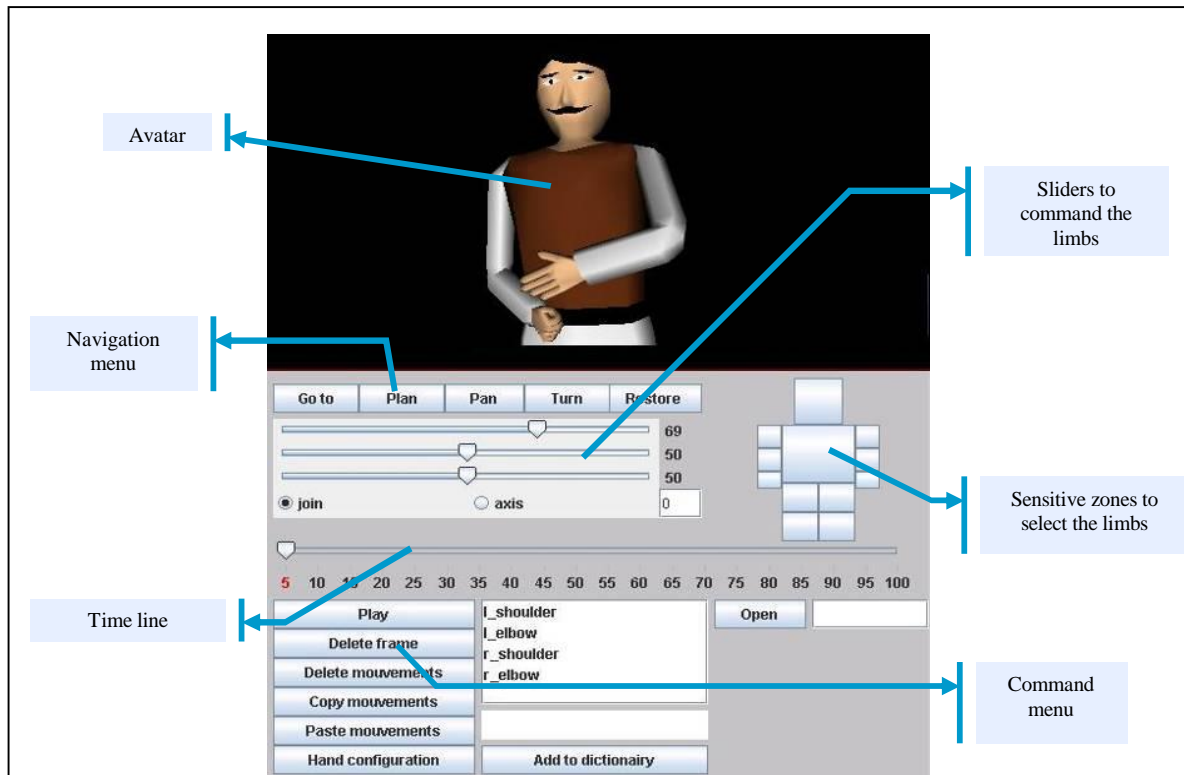 Avatar
Sliders to
command the
limbs
Navigation
menu
Go to Plan Pan Turn Restore
69
50
50
join axis 0
Sensitive zones to
select the limbs
5 10 15 20 25 30 35 40 45 50 55 60 65 70 75 80 85 90 95 100
Time line
Play
Delete frame
Delete mouvements
Copy mouvements
Paste mouvements
Hand configuration
l_shoulder
l_elbow
r_shoulder
r_elbow
Add to dictionairy
Open
Command
menu